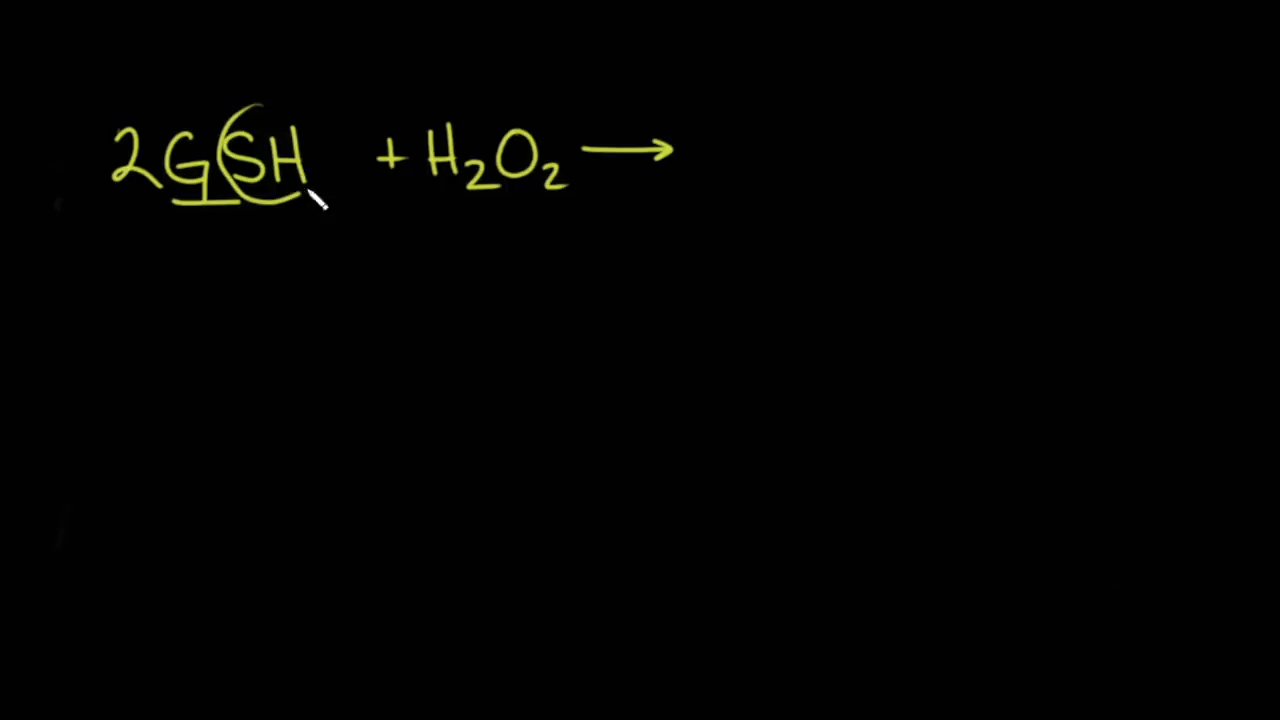 2GSH + H₂O₂ →